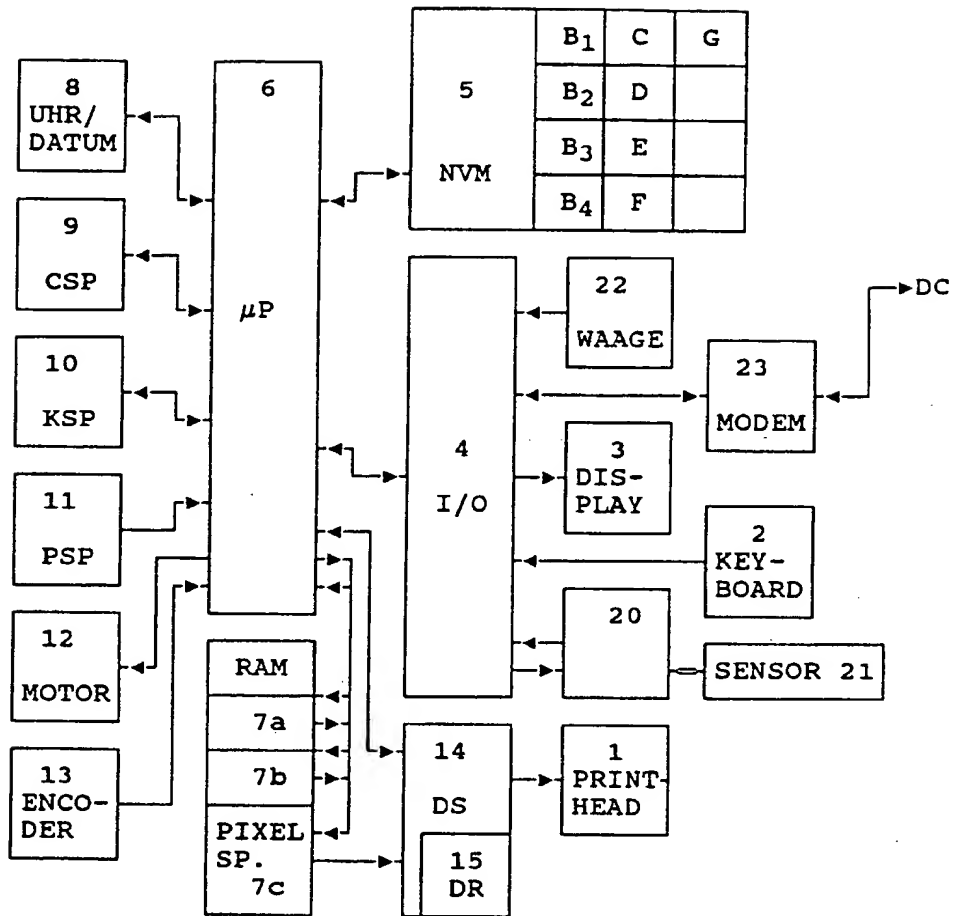 8
UHR/
DATUM
9
CSP
10
KSP
11
PSP
12
MOTOR
13
ENCO-
DER
6
μP
RAM
7a
7b
PIXEL
SP.
7c
5
NVM
B1 C G
B2 D
B3 E
B4 F
4
I/O
22
WAAGE
DC
23
MODEM
3
DIS-
PLAY
2
KEY-
BOARD
20
SENSOR 21
14
DS
15
DR
1
PRINT-
HEAD